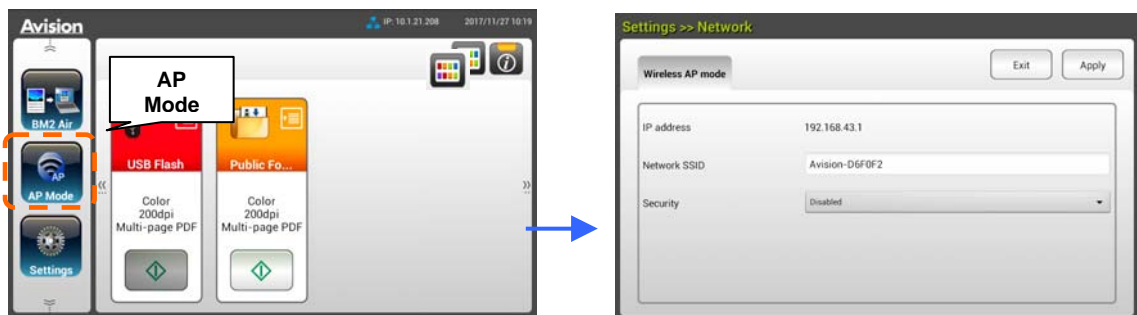 Avision
IP: 10.1.21.208
2017/11/27 10:19
AP
Mode
BM2 Air
AP
AP Mode
Settings
USB Flash
Public Fo...
Color
200dpi
Multi-page PDF
Color
200dpi
Multi-page PDF
Settings >> Network
Wireless AP mode
Exit
Apply
IP address
192.168.43.1
Network SSID
Avision-D6F0F2
Security
Disabled